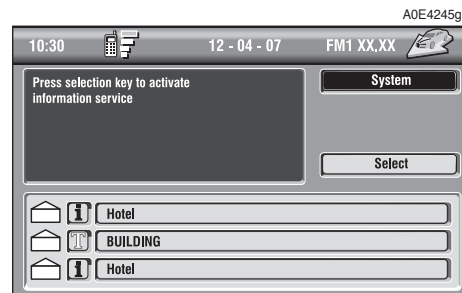 A0E4245g
10:30
12 - 04 - 07
FM1 XX,XX
Press selection key to activate
information service
System
Select
i Hotel
T BUILDING
i Hotel